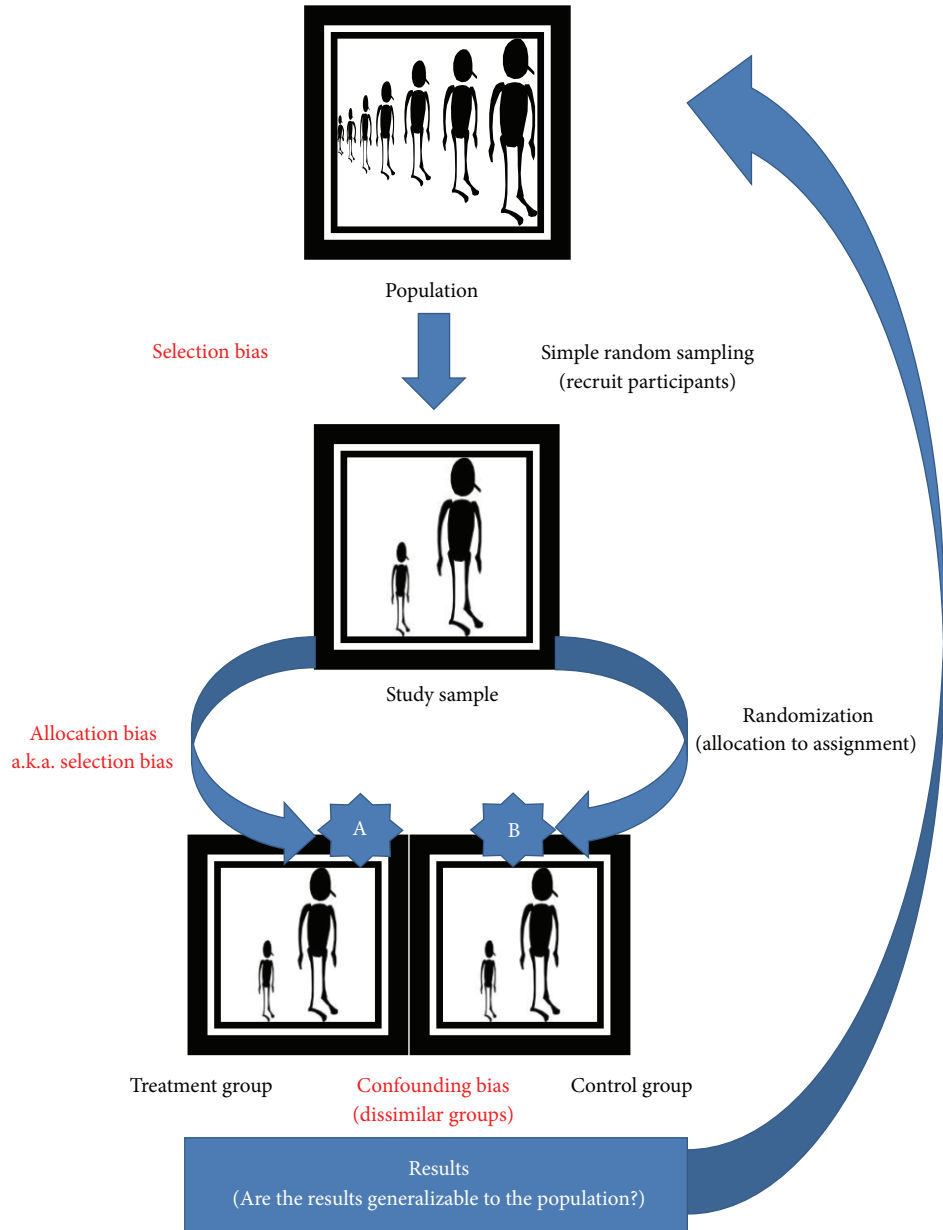 Population
Selection bias
Simple random sampling
(recruit participants)
Study sample
Allocation bias
a.k.a. selection bias
Randomization
(allocation to assignment)
A
B
Treatment group
Confounding bias
(dissimilar groups)
Control group
Results
(Are the results generalizable to the population?)